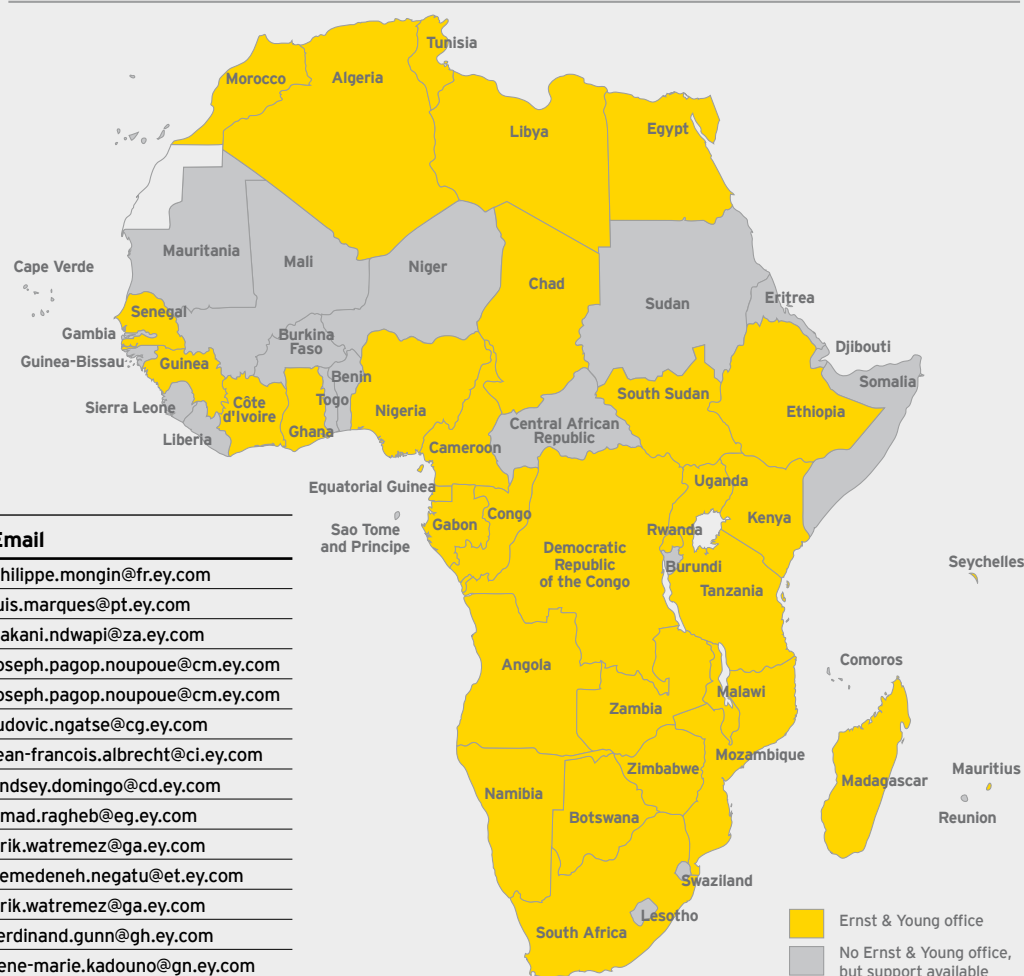 Tunisia
Morocco
Algeria
Libya
Egypt
Mauritania
Mali
Niger
Chad
Sudan
Eritrea
Cape Verde
Senegal
Gambia
Guinea-Bissau
Guinea
Burkina
Faso
Djibouti
Somalia
Benin
Togo
Sierra Leone
Côte
d'Ivoire
Ghana
Nigeria
South Sudan
Ethiopia
Liberia
Central African
Republic
Cameroon
Equatorial Guinea
Uganda
Kenya
Sao Tome
and Principe
Gabon
Congo
Rwanda
Democratic
Republic
of the Congo
Burundi
Tanzania
Seychelles
Comoros
Angola
Malawi
Zambia
Mozambique
Zimbabwe
Madagascar
Mauritius
Reunion
Namibia
Botswana
Swaziland
Lesotho
South Africa
Email
hilippe.mongin@fr.ey.com
uis.marques@pt.ey.com
akani.ndwapi@za.ey.com
oseph.pagop.noupoue@cm.ey.com
oseph.pagop.noupoue@cm.ey.com
udovic.ngatse@cg.ey.com
ean-francois.albrecht@ci.ey.com
ndsey.domingo@cd.ey.com
mad.ragheb@eg.ey.com
rik.watremez@ga.ey.com
emedeneh.negatu@et.ey.com
rik.watremez@ga.ey.com
erdinand.gunn@gh.ey.com
ene-marie.kadouno@gn.ey.com
Ernst & Young office
No Ernst & Young office,
but support available